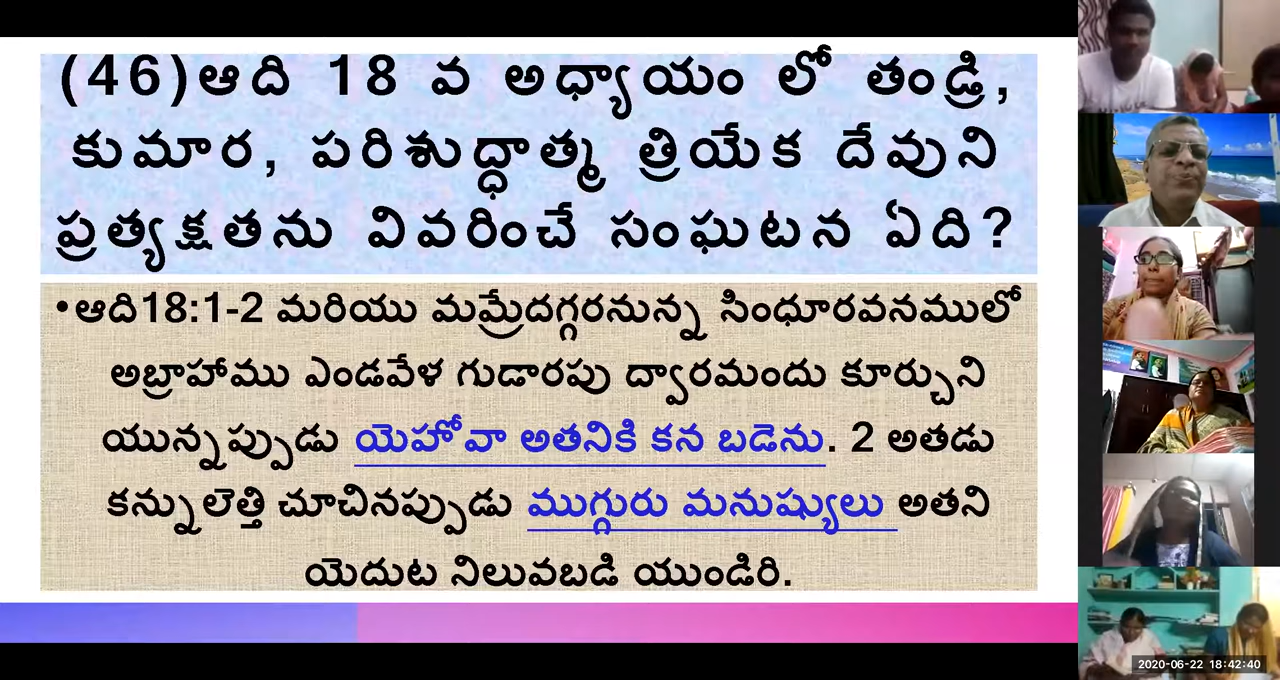 (46)ఆది 18 వ అధ్యాయం లో తండ్రి,
కుమార, పరిశుద్ధాత్మ త్రియేక దేవుని
ప్రత్యక్షతను వివరించే సంఘటన ఏది?
•ఆది18:1-2 మరియు మమ్రేదగ్గరనున్న సింధూరవనములో
అబ్రాహాము ఎండవేళ గుడారపు ద్వారమందు కూర్చుని
యున్నప్పుడు యెహోవా అతనికి కన బడెను. 2 అతడు
కన్నులెత్తి చూచినప్పుడు ముగ్గురు మనుష్యులు అతని
యెదుట నిలువబడి యుండిరి.
2020-06-22 18:42:40